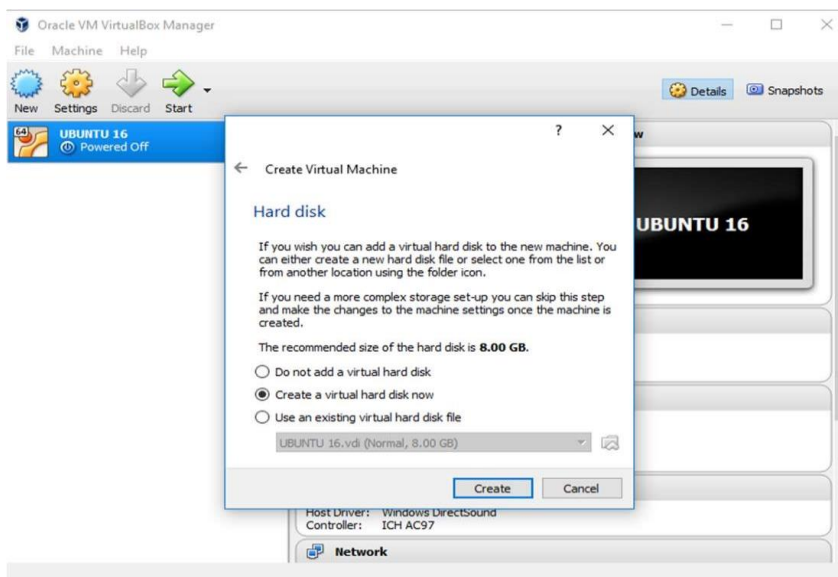 Oracle VM VirtualBox Manager
File Machine Help
New Settings Discard Start
Details Snapshots
64
UBUNTU 16
Powered Off
w
UBUNTU 16
?
Create Virtual Machine
Hard disk
If you wish you can add a virtual hard disk to the new machine. You
can either create a new hard disk file or select one from the list or
from another location using the folder icon.
If you need a more complex storage set-up you can skip this step
and make the changes to the machine settings once the machine is
created.
The recommended size of the hard disk is 8.00 GB.
Do not add a virtual hard disk
Create a virtual hard disk now
Use an existing virtual hard disk file
UBUNTU 16.vdi (Normal, 8.00 GB)
Create Cancel
Host Driver: Windows DirectSound
Controller: ICH AC97
Network